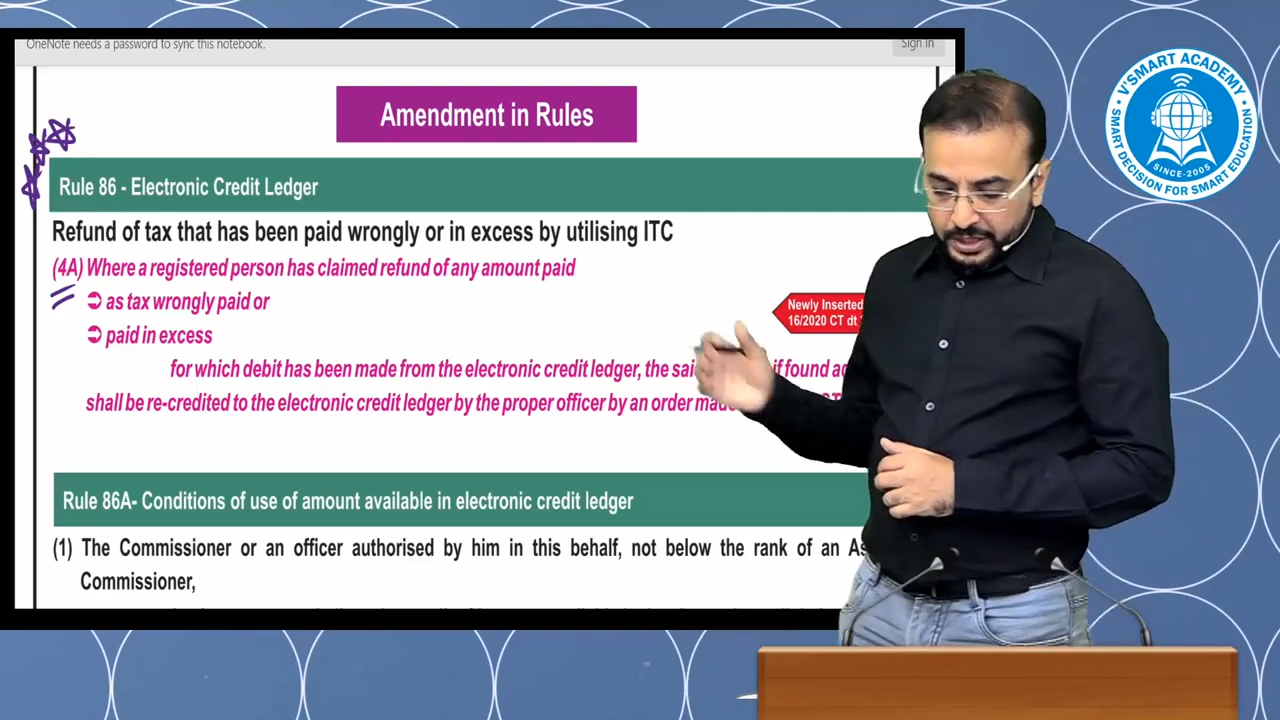 OneNote needs a password to sync this notebook.
Sign in
Amendment in Rules
Rule 86 - Electronic Credit Ledger
Refund of tax that has been paid wrongly or in excess by utilising ITC
(4A) Where a registered person has claimed refund of any amount paid
➲ as tax wrongly paid or
➲ paid in excess
Newly Inserted
16/2020 CT dt
for which debit has been made from the electronic credit ledger, the if found
shall be re-credited to the electronic credit ledger by the proper officer by an order
Rule 86A- Conditions of use of amount available in electronic credit ledger
(1) The Commissioner or an officer authorised by him in this behalf, not below the rank of an
Commissioner,
V'SMART ACADEMY
SINCE-2005
SMART DECISION FOR SMART EDUCATION